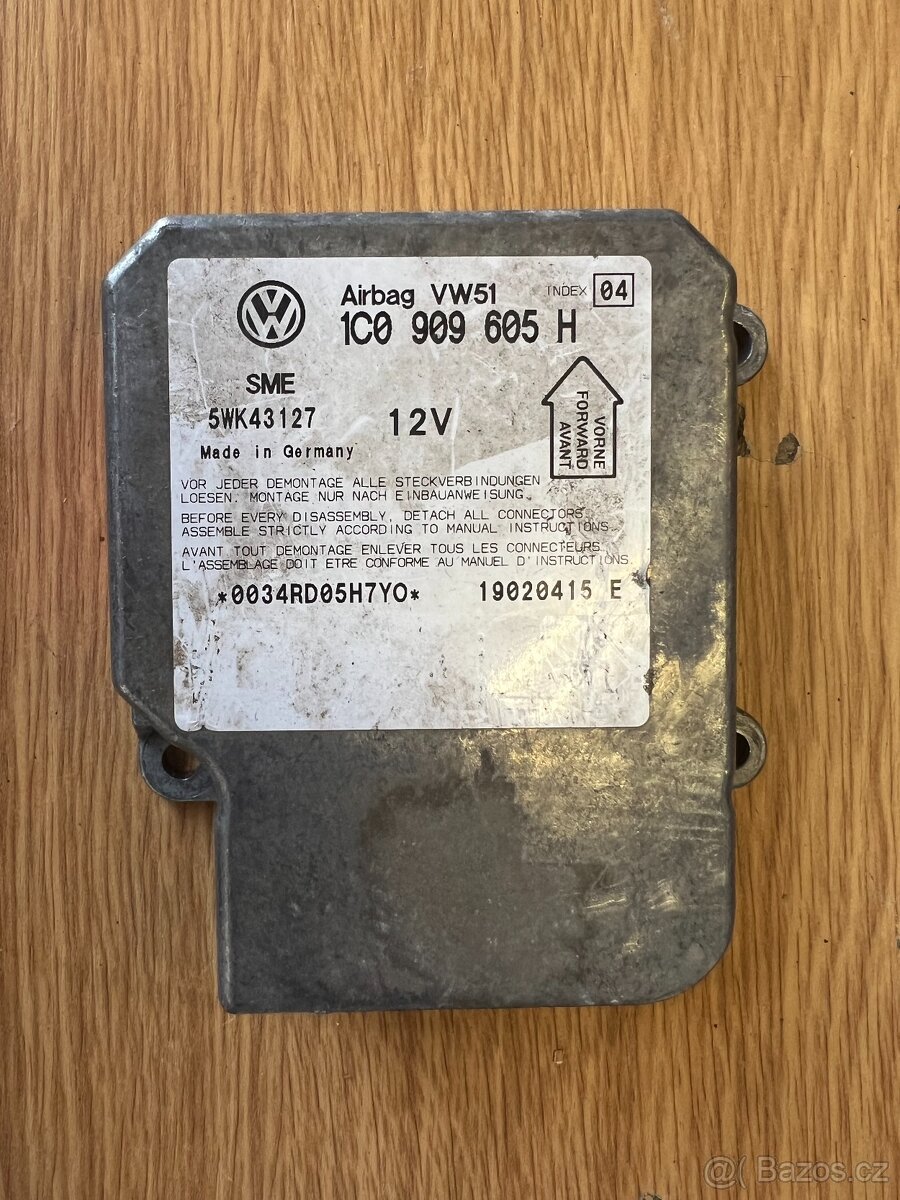 Airbag VW51 INDEX 04
1C0 909 605 H
SME
5WK43127 12V
Made in Germany
VORNE
FORWARD
AVANT
VOR JEDER DEMONTAGE ALLE STECKVERBINDUNGEN
LOESEN. MONTAGE NUR NACH EINBAUANWEISUNG.
BEFORE EVERY DISASSEMBLY, DETACH ALL CONNECTORS.
ASSEMBLE STRICTLY ACCORDING TO MANUAL INSTRUCTIONS.
AVANT TOUT DEMONTAGE ENLEVER TOUS LES CONNECTEURS.
L'ASSEMBLAGE DOIT ETRE CONFORME AU MANUEL D'INSTRUCTIONS.
*0034RD05H7YO* 19020415 E
@( Bazos.cz